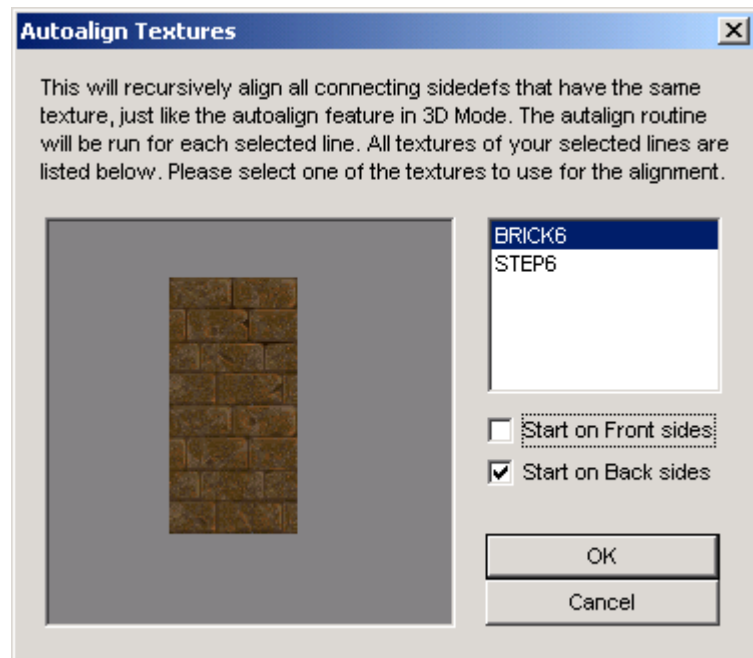 Autoalign Textures
This will recursively align all connecting sidedefs that have the same
texture, just like the autoalign feature in 3D Mode. The autalign routine
will be run for each selected line. All textures of your selected lines are
listed below. Please select one of the textures to use for the alignment.
BRICK6
STEP6
Start on Front sides
Start on Back sides
OK
Cancel